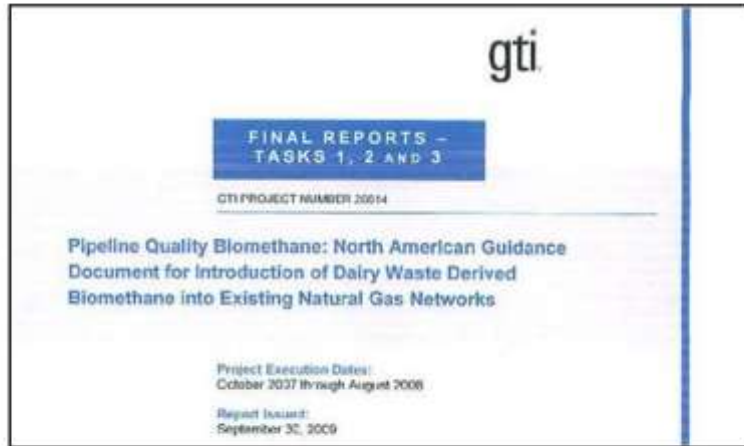 gti
FINAL REPORTS –
TASKS 1, 2 AND 3
GTI PROJECT NUMBER 20614
Pipeline Quality Biomethane: North American Guidance
Document for Introduction of Dairy Waste Derived
Biomethane into Existing Natural Gas Networks
Project Execution Dates:
October 2007 through August 2008
Report Issued:
September 30, 2009